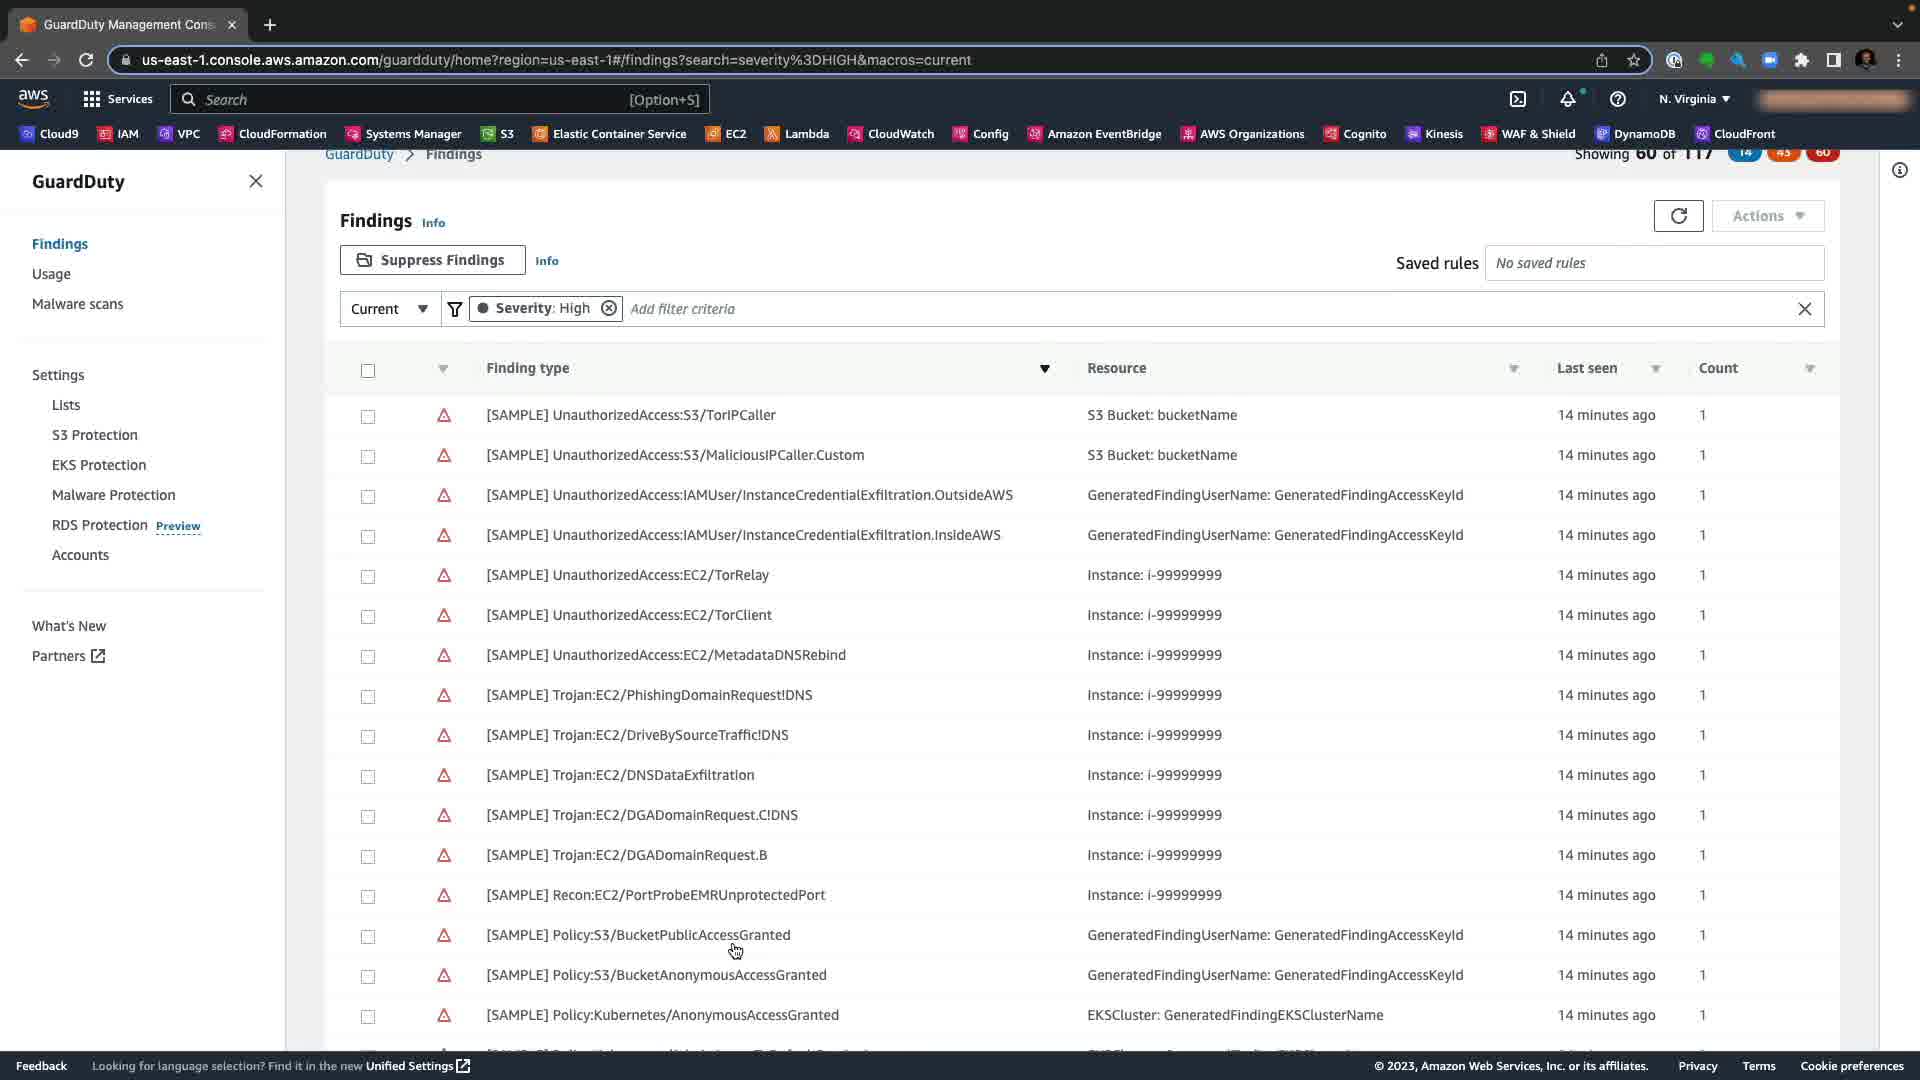 GuardDuty Management Cons
us-east-1.console.aws.amazon.com/guardduty/home?region=us-east-1#/findings?search=severity%3DHIGH&macros=current
aws
Services
Search
[Option+S]
N. Virginia
Cloud9 IAM VPC CloudFormation Systems Manager S3 Elastic Container Service EC2 Lambda CloudWatch Config Amazon EventBridge AWS Organizations Cognito Kinesis WAF & Shield DynamoDB CloudFront
GuardDuty
Findings
Usage
Malware scans
Settings
Lists
S3 Protection
EKS Protection
Malware Protection
RDS Protection Preview
Accounts
What's New
Partners
GuardDuty > Findings
Showing 60 of 117 14 43 60
Findings Info
Actions
Suppress Findings Info
Saved rules No saved rules
Current Severity: High Add filter criteria
Finding type Resource Last seen Count
[SAMPLE] UnauthorizedAccess:S3/TorIPCaller S3 Bucket: bucketName 14 minutes ago 1
[SAMPLE] UnauthorizedAccess:S3/MaliciousIPCaller.Custom S3 Bucket: bucketName 14 minutes ago 1
[SAMPLE] UnauthorizedAccess:IAMUser/InstanceCredentialExfiltration.OutsideAWS GeneratedFindingUserName: GeneratedFindingAccessKeyId 14 minutes ago 1
[SAMPLE] UnauthorizedAccess:IAMUser/InstanceCredentialExfiltration.InsideAWS GeneratedFindingUserName: GeneratedFindingAccessKeyId 14 minutes ago 1
[SAMPLE] UnauthorizedAccess:EC2/TorRelay Instance: i-99999999 14 minutes ago 1
[SAMPLE] UnauthorizedAccess:EC2/TorClient Instance: i-99999999 14 minutes ago 1
[SAMPLE] UnauthorizedAccess:EC2/MetadataDNSRebind Instance: i-99999999 14 minutes ago 1
[SAMPLE] Trojan:EC2/PhishingDomainRequest!DNS Instance: i-99999999 14 minutes ago 1
[SAMPLE] Trojan:EC2/DriveBySourceTraffic!DNS Instance: i-99999999 14 minutes ago 1
[SAMPLE] Trojan:EC2/DNSDataExfiltration Instance: i-99999999 14 minutes ago 1
[SAMPLE] Trojan:EC2/DGADomainRequest.C!DNS Instance: i-99999999 14 minutes ago 1
[SAMPLE] Trojan:EC2/DGADomainRequest.B Instance: i-99999999 14 minutes ago 1
[SAMPLE] Recon:EC2/PortProbeEMRUnprotectedPort Instance: i-99999999 14 minutes ago 1
[SAMPLE] Policy:S3/BucketPublicAccessGranted GeneratedFindingUserName: GeneratedFindingAccessKeyId 14 minutes ago 1
[SAMPLE] Policy:S3/BucketAnonymousAccessGranted GeneratedFindingUserName: GeneratedFindingAccessKeyId 14 minutes ago 1
[SAMPLE] Policy:Kubernetes/AnonymousAccessGranted EKSCluster: GeneratedFindingEKSClusterName 14 minutes ago 1
Feedback Looking for language selection? Find it in the new Unified Settings © 2023, Amazon Web Services, Inc. or its affiliates. Privacy Terms Cookie preferences